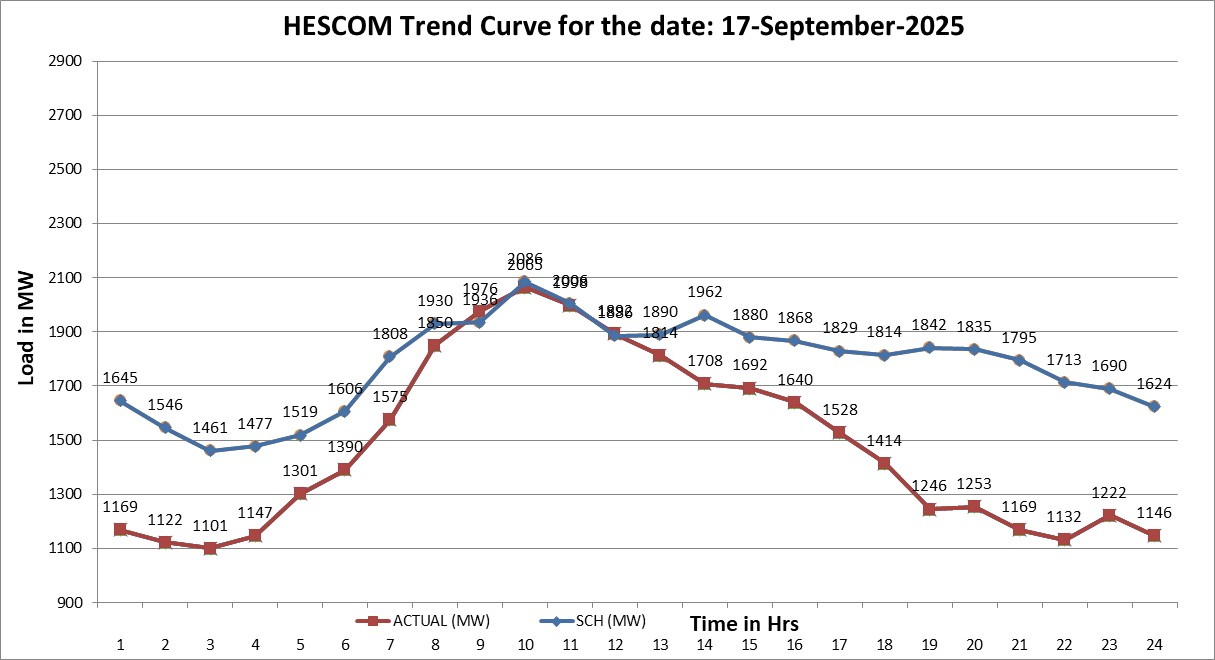 HESCOM Trend Curve for the date: 17-September-2025
2900
2700
2500
2300
2100
1900
1700
1500
1300
1100
900
Load in MW
1645 1546 1461 1477 1519 1606 1808 1930 1936 2086 2006 1886 1890 1962 1880 1868 1829 1814 1842 1835 1795 1713 1690 1624
1169 1122 1101 1147 1301 1390 1575 1850 1976 2065 1998 1892 1814 1708 1692 1640 1528 1414 1246 1253 1169 1132 1222 1146
ACTUAL (MW) SCH (MW) Time in Hrs
1 2 3 4 5 6 7 8 9 10 11 12 13 14 15 16 17 18 19 20 21 22 23 24